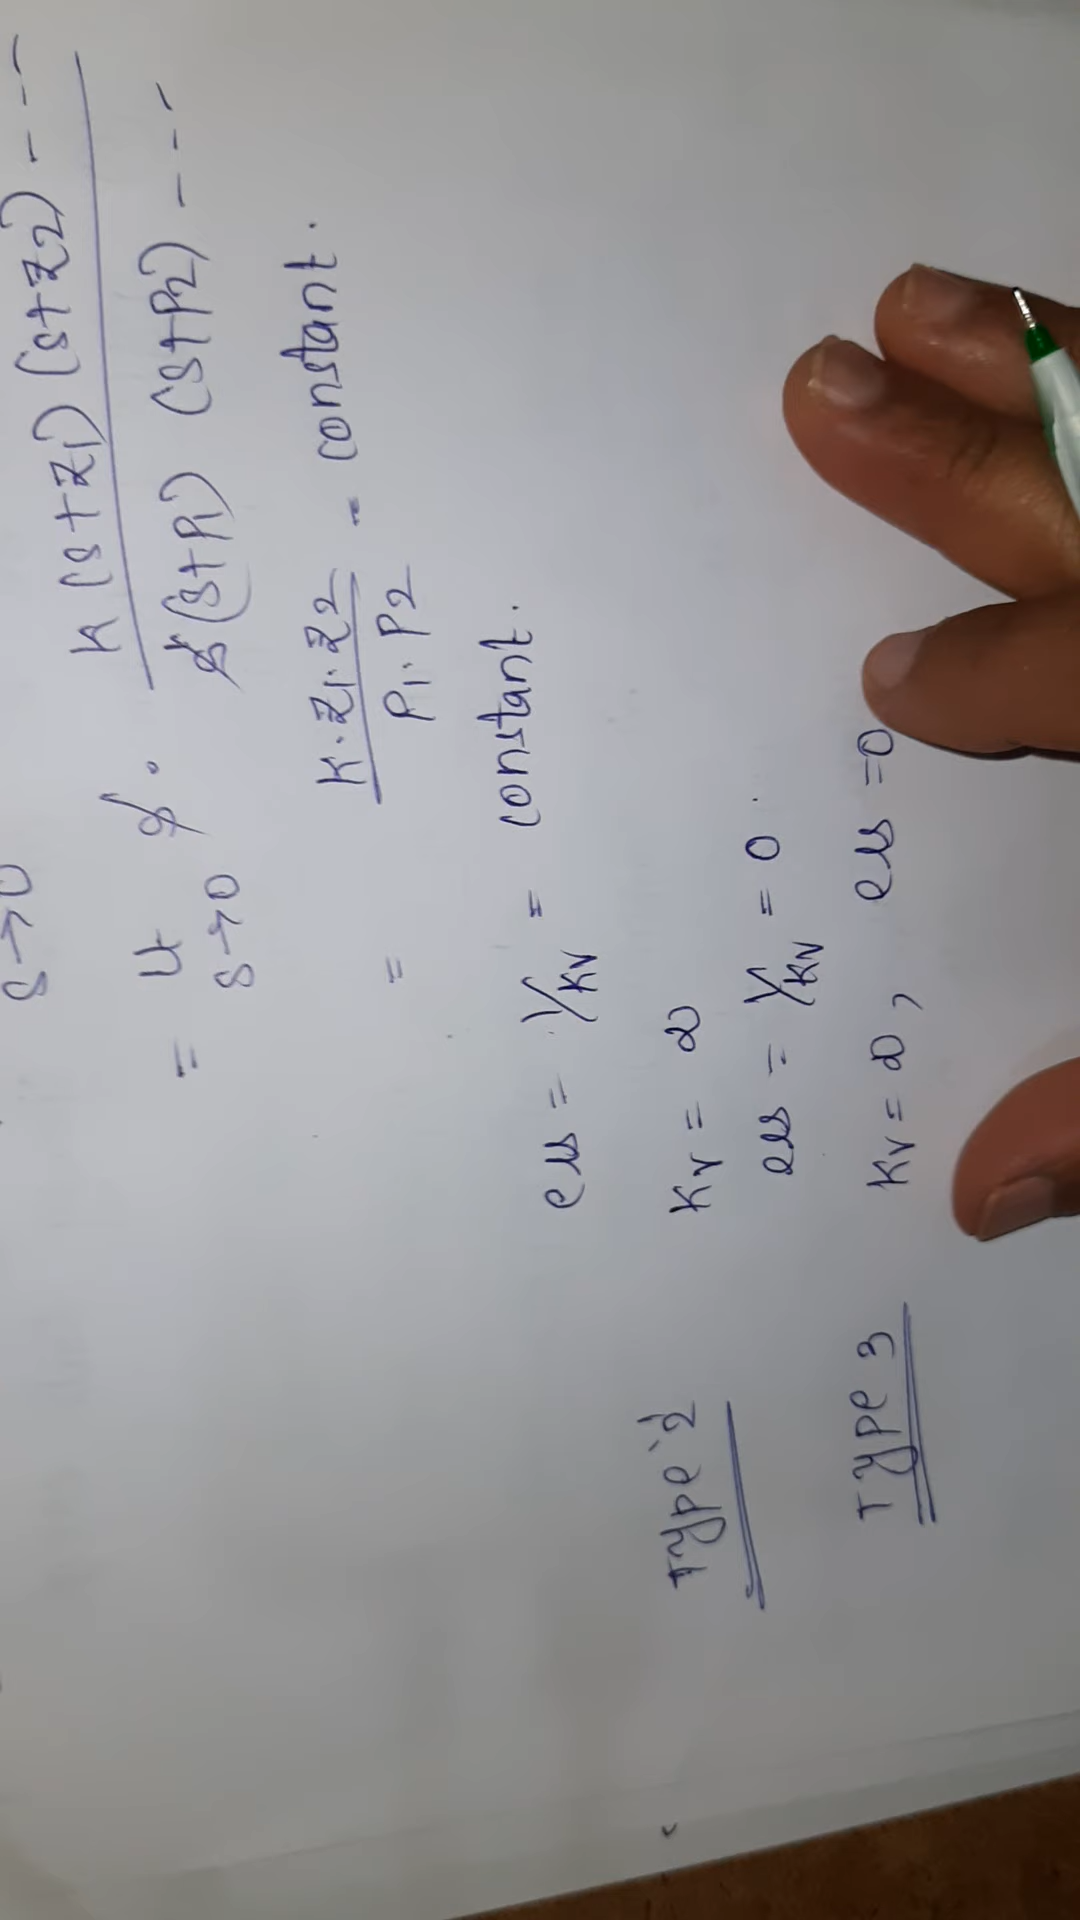 s→0
= Lt s̸. K (s+z1) (s+z2) - - - / s̸ (s+P1) (s+P2) - - -
s→0
= K. z1. z2 / P1. P2 = constant.
ess = 1/Kv = constant.
Type 2 Kv = ∞
ess = 1/Kv = 0.
Type 3 Kv = ∞, ess = 0